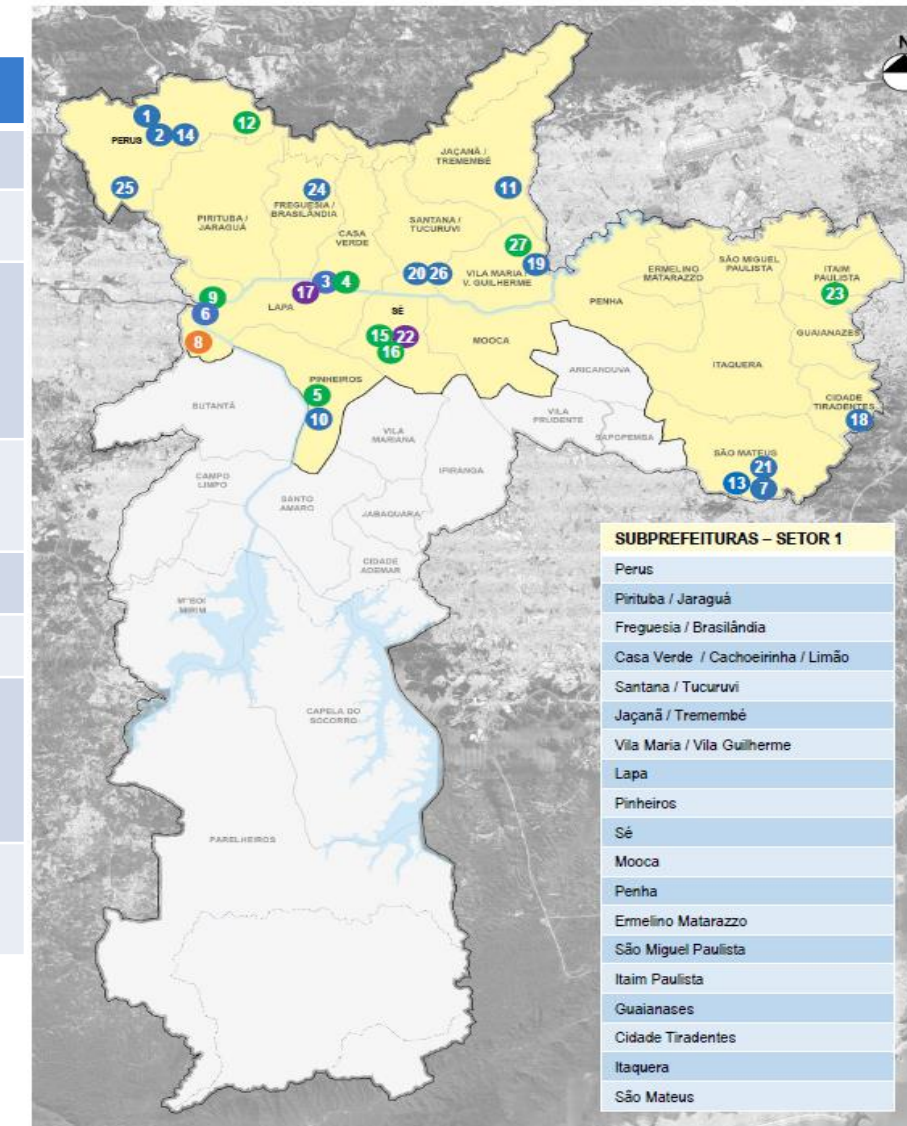 N
1
12
PERUS
2
14
JAÇANÃ /
TREMEMBÉ
25
24
11
FREGUESIA /
BRASILÂNDIA
PIRITUBA /
JARAGUÁ
SANTANA /
TUCURUVI
CASA
VERDE
27
19
SÃO MIGUEL
PAULISTA
ERMELINO
MATARAZZO
ITAIM
PAULISTA
20
26
VILA MARIA /
V. GUILHERME
3
4
17
23
9
6
LAPA
PENHA
SÉ
15
22
16
8
MOOCA
GUAIANAZES
ITAQUERA
ARICANDUVA
PINHEIROS
5
10
BUTANTÃ
CIDADE
TIRADENTES
18
VILA
PRUDENTE
VILA
MARIANA
SAPOPEMBA
SÃO MATEUS
21
13
7
IPIRANGA
CAMPO
LIMPO
SANTO
AMARO
JABAQUARA
CIDADE
ADEMAR
M'BOI
MIRIM
CAPELA DO
SOCORRO
PARELHEIROS
SUBPREFEITURAS – SETOR 1
Perus
Pirituba / Jaraguá
Freguesia / Brasilândia
Casa Verde / Cachoeirinha / Limão
Santana / Tucuruvi
Jaçanã / Tremembé
Vila Maria / Vila Guilherme
Lapa
Pinheiros
Sé
Mooca
Penha
Ermelino Matarazzo
São Miguel Paulista
Itaim Paulista
Guaianases
Cidade Tiradentes
Itaquera
São Mateus